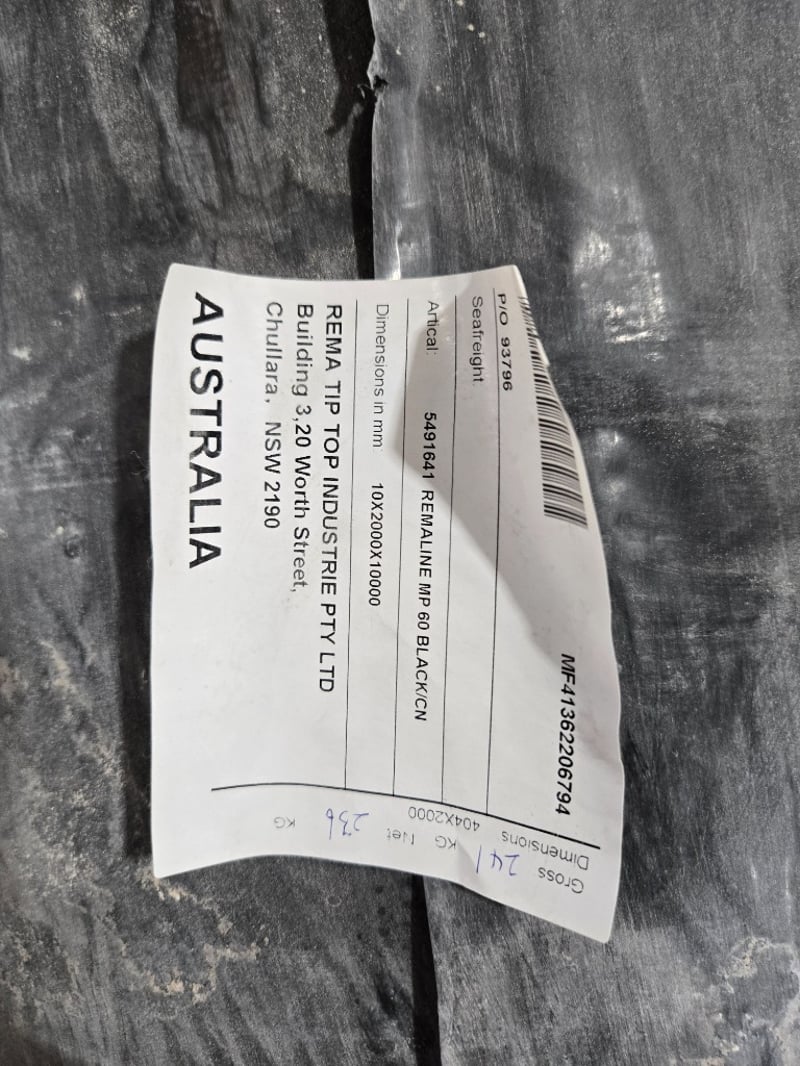 MF41362206794
P/O 93796
Seafreight:
Artical: 5491641 REMALINE MP 60 BLACK/CN
Dimensions in mm: 10X2000X10000
REMA TIP TOP INDUSTRIE PTY LTD
Building 3,20 Worth Street,
Chullara, NSW 2190
AUSTRALIA
Gross 241 KG Net 236 KG
Dimensions 404X2000